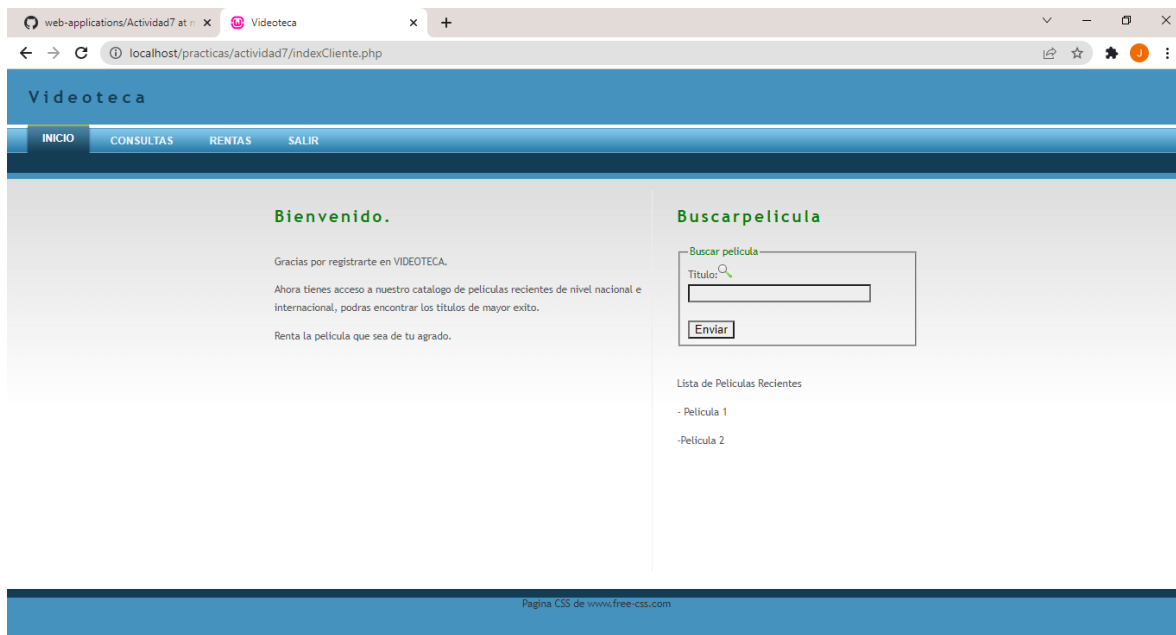 web-applications/Actividad7 at
Videoteca
localhost/practicas/actividad7/indexCliente.php
J
Videoteca
INICIO CONSULTAS RENTAS SALIR
Bienvenido.
Gracias por registrarte en VIDEOTECA.
Ahora tienes acceso a nuestro catalogo de peliculas recientes de nivel nacional e
internacional, podras encontrar los titulos de mayor exito.
Renta la pelicula que sea de tu agrado.
Buscarpelicula
Buscar pelicula
Titulo:
Enviar
Lista de Peliculas Recientes
- Pelicula 1
-Pelicula 2
Pagina CSS de www.free-css.com